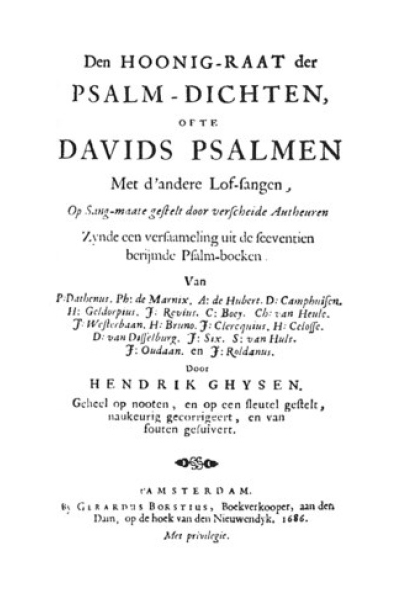 Den HOONIG-RAAT der
PSALM-DICHTEN,
OFTE
DAVIDS PSALMEN
Met d'andere Lof-sangen,
Op Sang-maate gestelt door verscheide Autheuren
Zynde een versaameling uit de seeventien
berijmde Psalm-boeken.
Van
P: Dathenus. Ph: de Marnix. A: de Hubert. D: Camphuisen.
H: Geldorpius. J: Revius. C: Boey. Ch: van Heule.
J: Westerbaan. H: Bruno. J: Clercquius. H: Celosse.
D: van Disselburg. J: Six. S: van Huls.
J: Oudaan. en J: Roldanus.
Door
HENDRIK GHYSEN.
Geheel op nooten, en op een sleutel gestelt,
naukeurig gecorrigeert, en van
fouten gesuivert.
t'AMSTERDAM.
By GERARDUS BORSTIUS, Boekverkooper, aan den
Dam, op de hoek van den Nieuwendyk, 1686.
Met privilegie.